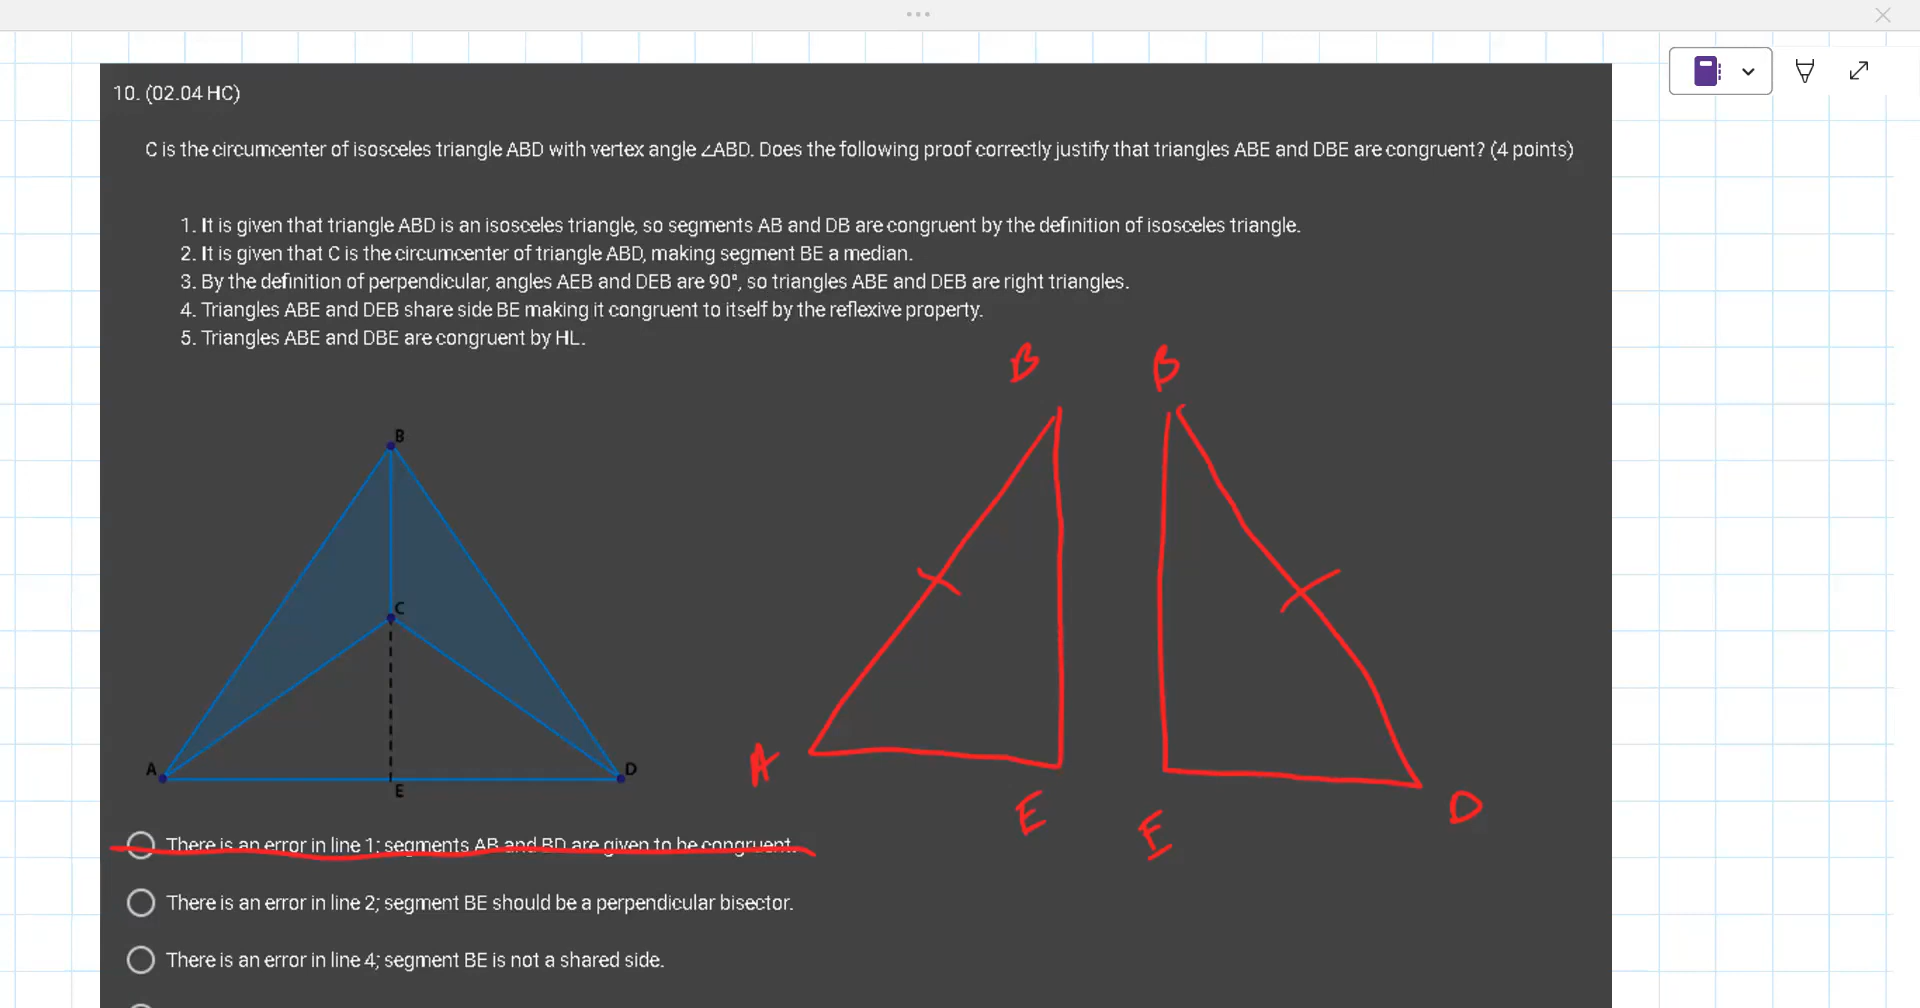 10. (02.04 HC)
C is the circumcenter of isosceles triangle ABD with vertex angle ∠ABD. Does the following proof correctly justify that triangles ABE and DBE are congruent? (4 points)
1. It is given that triangle ABD is an isosceles triangle, so segments AB and DB are congruent by the definition of isosceles triangle.
2. It is given that C is the circumcenter of triangle ABD, making segment BE a median.
3. By the definition of perpendicular, angles AEB and DEB are 90°, so triangles ABE and DEB are right triangles.
4. Triangles ABE and DEB share side BE making it congruent to itself by the reflexive property.
5. Triangles ABE and DBE are congruent by HL.
B B
B
C
A D
E
A
E E
D
There is an error in line 1; segments AB and BD are given to be congruent.
There is an error in line 2; segment BE should be a perpendicular bisector.
There is an error in line 4; segment BE is not a shared side.